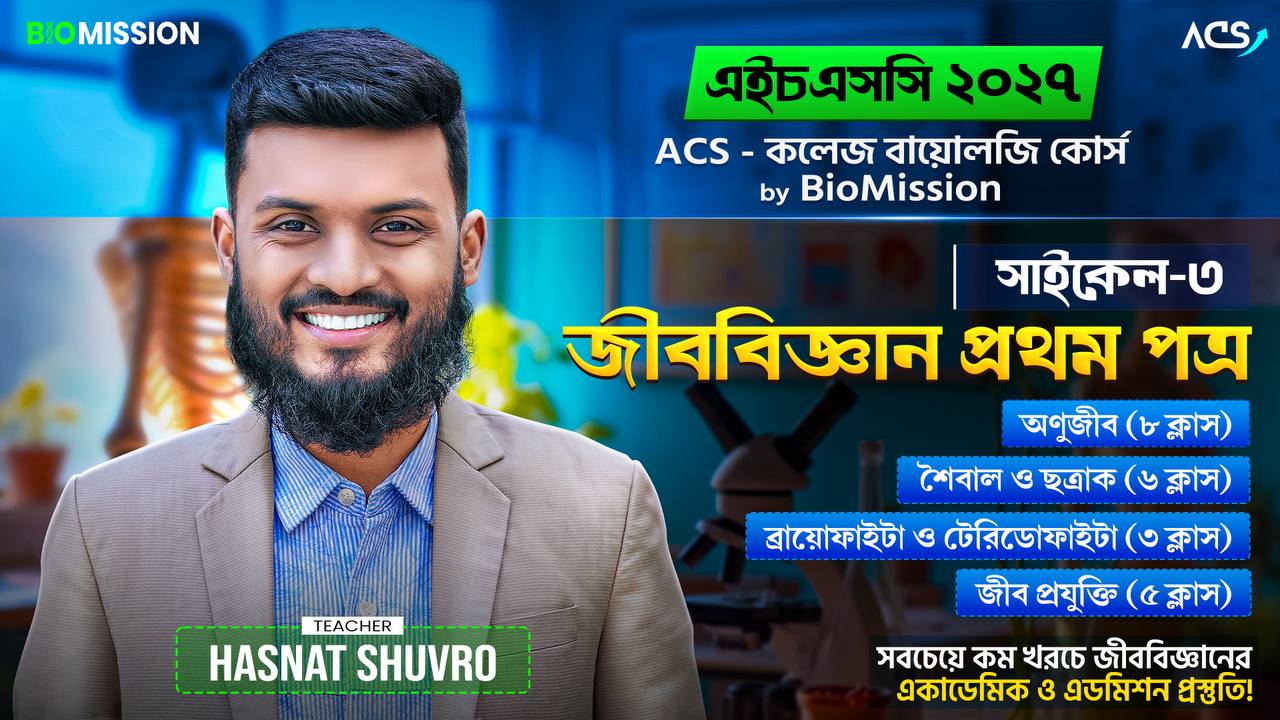 BIOMISSION
ACS
এইচএসসি ২০২৭
ACS - কলেজ বায়োলজি কোর্স
by BioMission
সাইকেল-৩
জীববিজ্ঞান প্রথম পত্র
অণুজীব (৮ ক্লাস)
শৈবাল ও ছত্রাক (৬ ক্লাস)
ব্রায়োফাইটা ও টেরিডোফাইটা (৩ ক্লাস)
জীব প্রযুক্তি (৫ ক্লাস)
সবচেয়ে কম খরচে জীববিজ্ঞানের
একাডেমিক ও এডমিশন প্রস্তুতি!
TEACHER
HASNAT SHUVRO